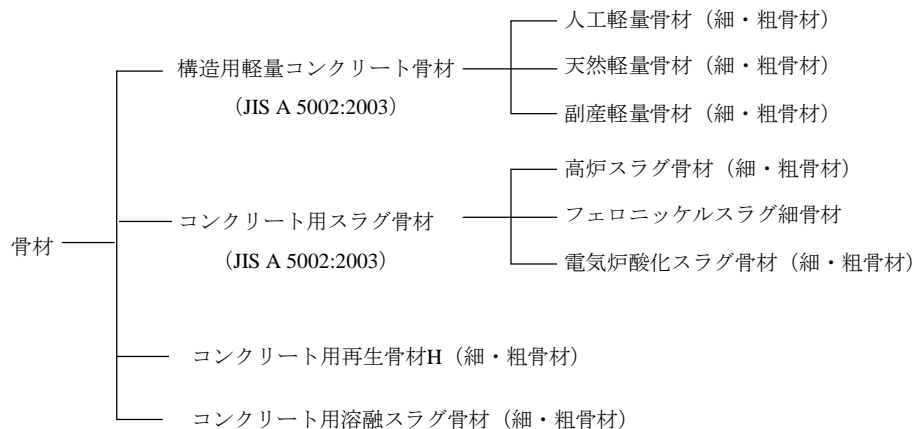 人工軽量骨材（細・粗骨材）
構造用軽量コンクリート骨材
天然軽量骨材（細・粗骨材）
（JIS A 5002:2003）
副産軽量骨材（細・粗骨材）
高炉スラグ骨材（細・粗骨材）
コンクリート用スラグ骨材
フェロニッケルスラグ細骨材
骨材
（JIS A 5002:2003）
電気炉酸化スラグ骨材（細・粗骨材）
コンクリート用再生骨材H（細・粗骨材）
コンクリート用溶融スラグ骨材（細・粗骨材）